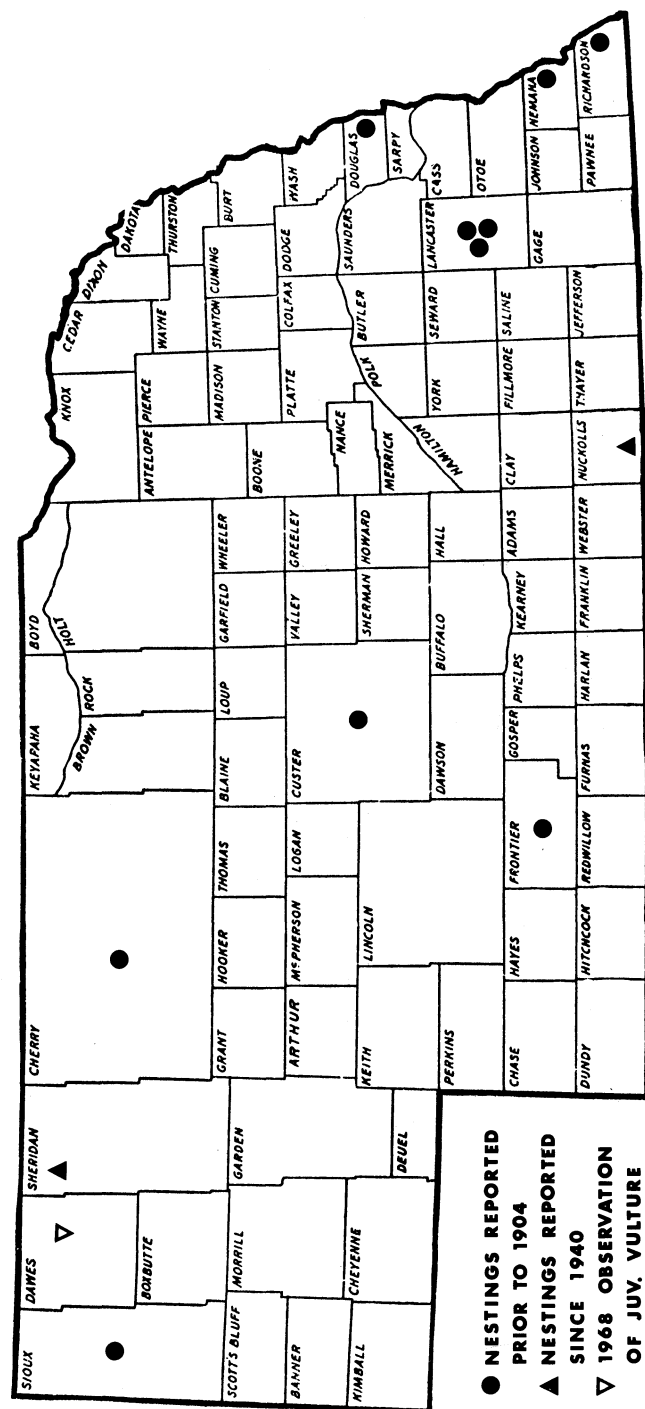 SIOUX
DAWES
SHERIDAN
CHERRY
KEYAPAHA
BOYD
HOLT
BROWN
ROCK
KNOX
CEDAR
DIXON
DAKOTA
BOXBUTTE
ANTELOPE
PIERCE
WAYNE
THURSTON
SCOTT'S BLUFF
MORRILL
GARDEN
GRANT
HOOKER
THOMAS
BLAINE
LOUP
GARFIELD
WHEELER
BOONE
MADISON
STANTON
CUMING
BURT
BANNER
ARTHUR
McPHERSON
LOGAN
CUSTER
VALLEY
GREELEY
NANCE
PLATTE
COLFAX
DODGE
WASH
KIMBALL
CHEYENNE
DEUEL
KEITH
LINCOLN
SHERMAN
HOWARD
MERRICK
POLK
BUTLER
SAUNDERS
DOUGLAS
SARPY
PERKINS
DAWSON
BUFFALO
HALL
HAMILTON
YORK
SEWARD
LANCASTER
CASS
CHASE
HAYES
FRONTIER
GOSPER
PHELPS
KEARNEY
ADAMS
CLAY
FILLMORE
SALINE
GAGE
OTOE
JOHNSON
NEMAHA
DUNDY
HITCHCOCK
REDWILLOW
FURNAS
HARLAN
FRANKLIN
WEBSTER
NUCKOLLS
THAYER
JEFFERSON
PAWNEE
RICHARDSON
NESTINGS REPORTED
PRIOR TO 1904
NESTINGS REPORTED
SINCE 1940
1968 OBSERVATION
OF JUV. VULTURE